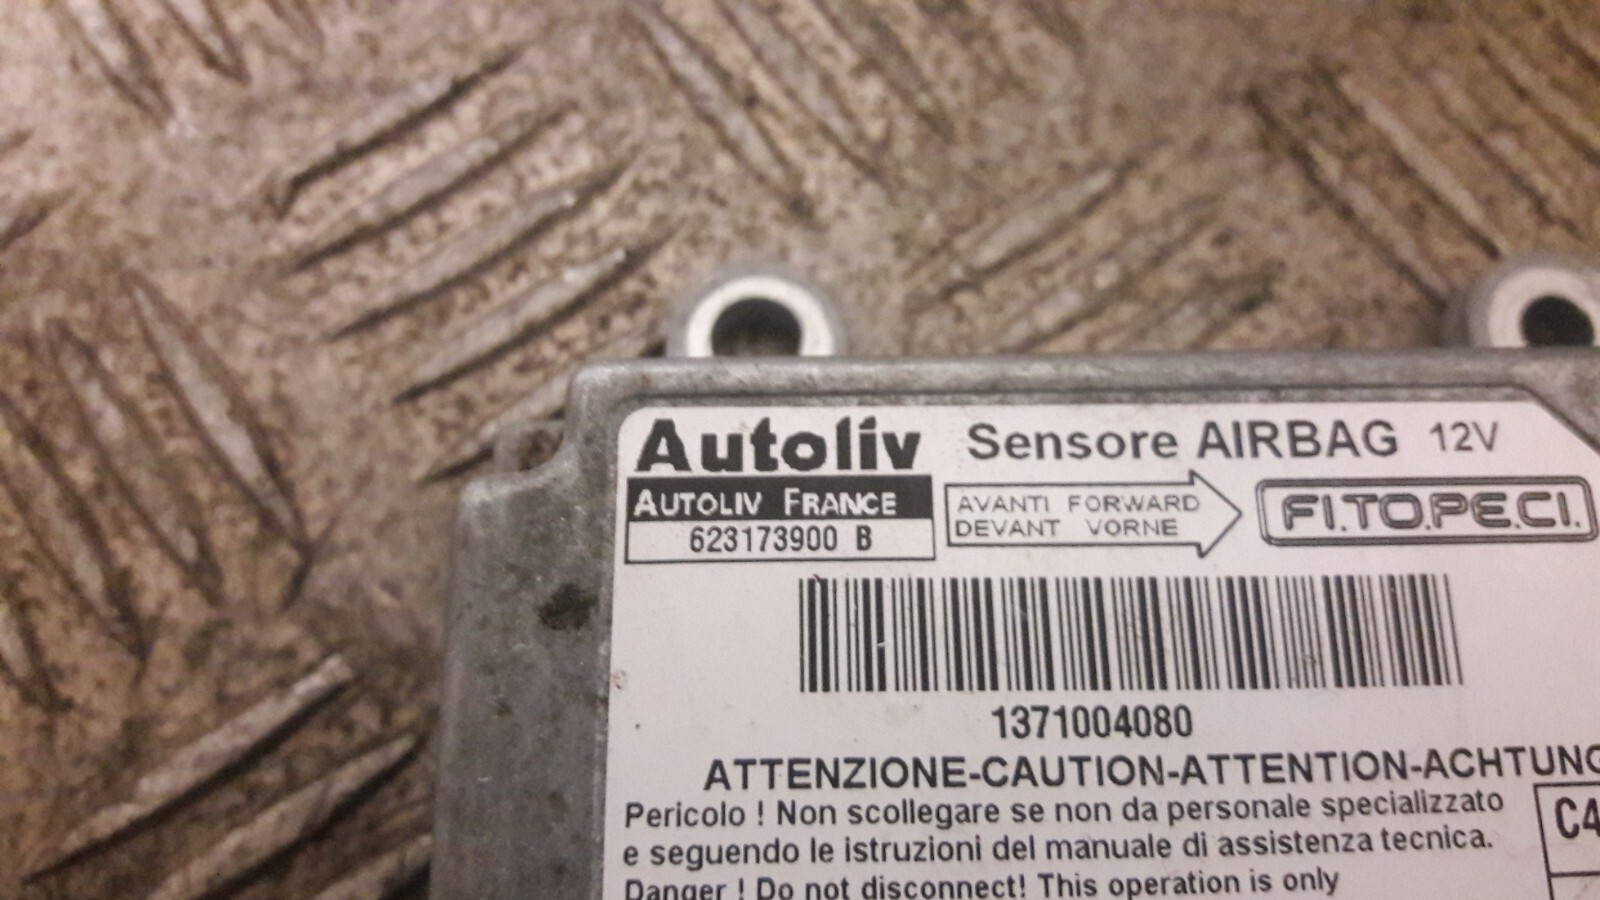 Autoliv Sensore AIRBAG 12V
AUTOLIV FRANCE
623173900 B
AVANTI FORWARD
DEVANT VORNE
FI.TO.PE.CI.
1371004080
ATTENZIONE-CAUTION-ATTENTION-ACHTUNG
Pericolo ! Non scollegare se non da personale specializzato
e seguendo le istruzioni del manuale di assistenza tecnica.
Danger ! Do not disconnect! This operation is only
C4